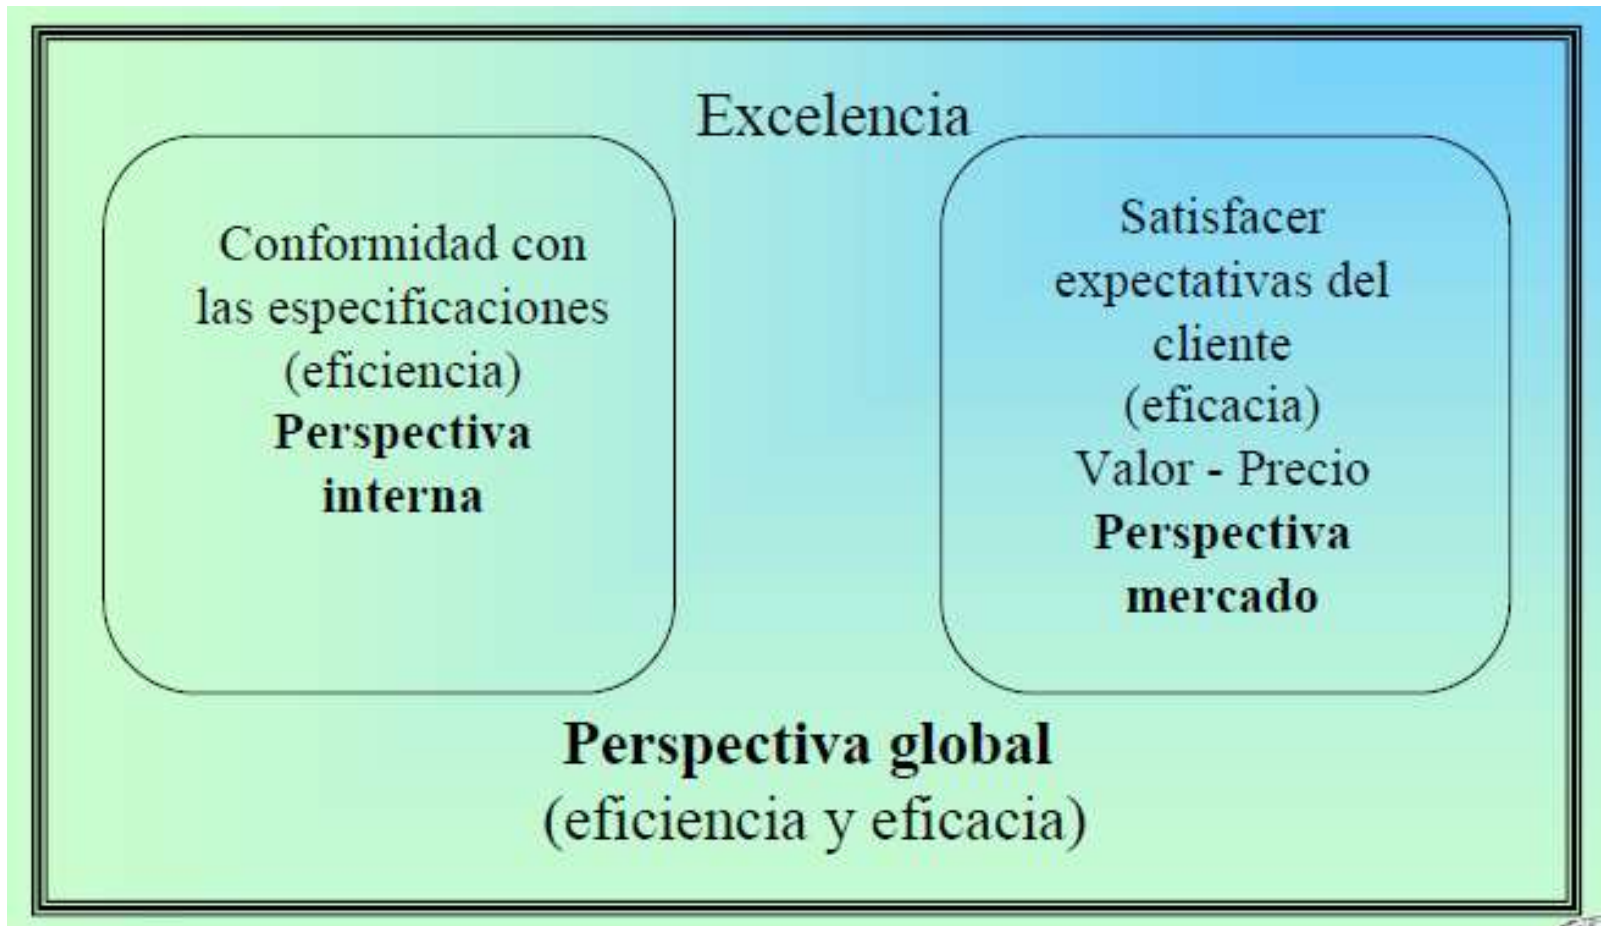 Excelencia
Conformidad con
las especificaciones
(eficiencia)
Perspectiva
interna
Satisfacer
expectativas del
cliente
(eficacia)
Valor - Precio
Perspectiva
mercado
Perspectiva global
(eficiencia y eficacia)